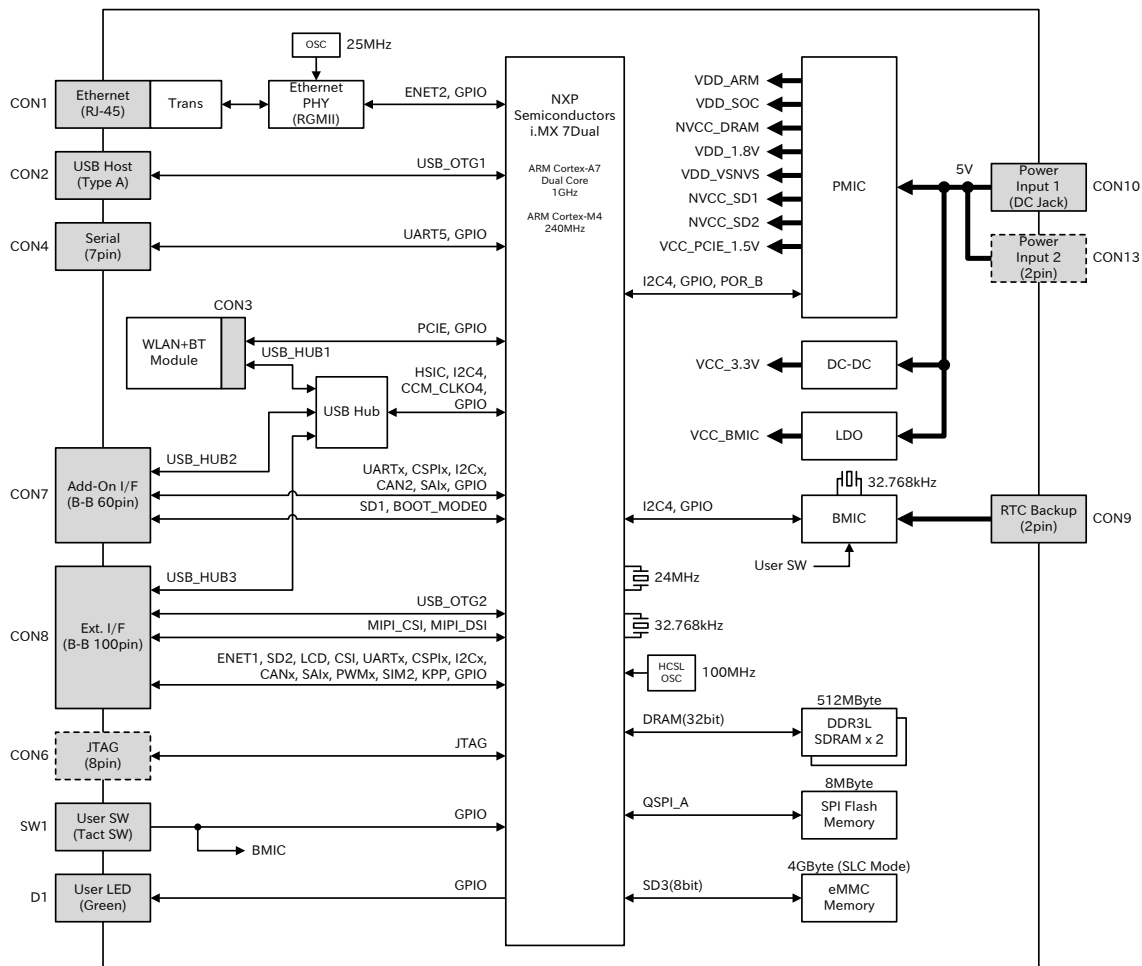 OSC
25MHz
CON1
Ethernet
(RJ-45)
Trans
Ethernet
PHY
(RGMII)
ENET2, GPIO
CON2
USB Host
(Type A)
USB_OTG1
CON4
Serial
(7pin)
UART5, GPIO
CON3
WLAN+BT
Module
PCIE, GPIO
USB_HUB1
USB Hub
HSIC, I2C4,
CCM_CLKO4,
GPIO
CON7
Add-On I/F
(B-B 60pin)
USB_HUB2
UARTx, CSPIx, I2Cx,
CAN2, SAIx, GPIO
SD1, BOOT_MODE0
CON8
Ext. I/F
(B-B 100pin)
USB_HUB3
USB_OTG2
MIPI_CSI, MIPI_DSI
ENET1, SD2, LCD, CSI, UARTx, CSPIx, I2Cx,
CANx, SAIx, PWMx, SIM2, KPP, GPIO
CON6
JTAG
(8pin)
JTAG
SW1
User SW
(Tact SW)
GPIO
BMIC
D1
User LED
(Green)
GPIO
NXP
Semiconductors
i.MX 7Dual
ARM Cortex-A7
Dual Core
1GHz
ARM Cortex-M4
240MHz
VDD_ARM
VDD_SOC
NVCC_DRAM
VDD_1.8V
VDD_VSNVS
NVCC_SD1
NVCC_SD2
VCC_PCIE_1.5V
I2C4, GPIO, POR_B
PMIC
5V
Power
Input 1
(DC Jack)
CON10
Power
Input 2
(2pin)
CON13
VCC_3.3V
DC-DC
VCC_BMIC
LDO
32.768kHz
I2C4, GPIO
BMIC
RTC Backup
(2pin)
CON9
User SW
24MHz
32.768kHz
HCSL
OSC
100MHz
512MByte
DRAM(32bit)
DDR3L
SDRAM x 2
8MByte
QSPI_A
SPI Flash
Memory
4GByte (SLC Mode)
SD3(8bit)
eMMC
Memory